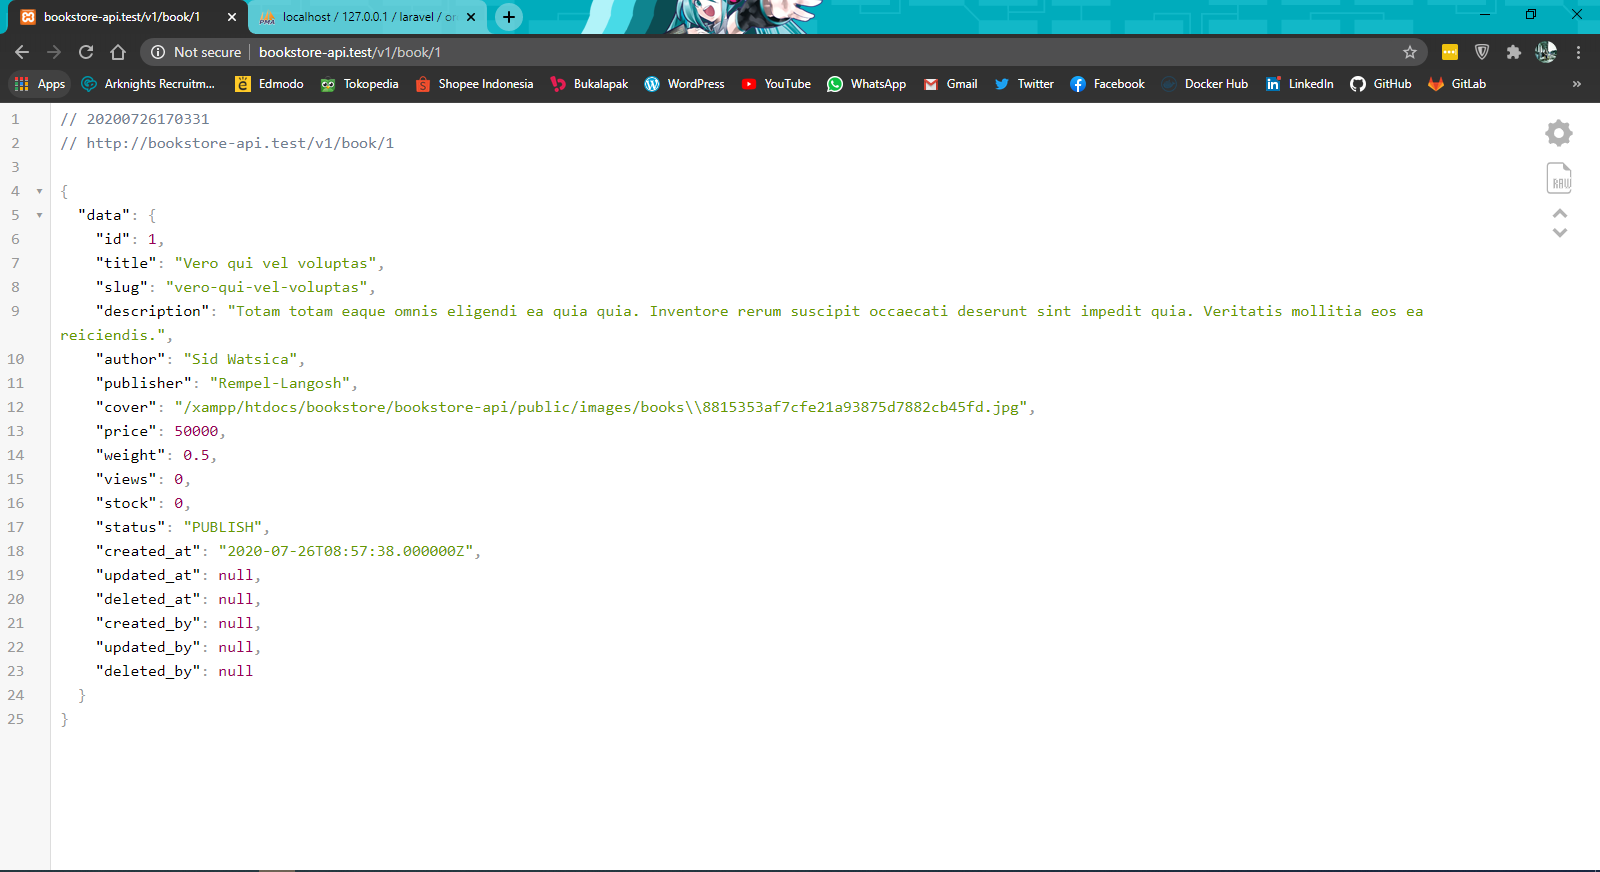 bookstore-api.test/v1/book/1
localhost / 127.0.0.1 / laravel / or
Not secure
bookstore-api.test/v1/book/1
Apps
Arknights Recruitm...
Edmodo
Tokopedia
Shopee Indonesia
Bukalapak
WordPress
YouTube
WhatsApp
Gmail
Twitter
Facebook
Docker Hub
LinkedIn
GitHub
GitLab
»
1 // 20200726170331
2 // http://bookstore-api.test/v1/book/1
3
4 {
5 "data": {
6 "id": 1,
7 "title": "Vero qui vel voluptas",
8 "slug": "vero-qui-vel-voluptas",
9 "description": "Totam totam eaque omnis eligendi ea quia quia. Inventore rerum suscipit occaecati deserunt sint impedit quia. Veritatis mollitia eos ea
reiciendis.",
10 "author": "Sid Watsica",
11 "publisher": "Rempel-Langosh",
12 "cover": "/xampp/htdocs/bookstore/bookstore-api/public/images/books\\8815353af7cfe21a93875d7882cb45fd.jpg",
13 "price": 50000,
14 "weight": 0.5,
15 "views": 0,
16 "stock": 0,
17 "status": "PUBLISH",
18 "created_at": "2020-07-26T08:57:38.000000Z",
19 "updated_at": null,
20 "deleted_at": null,
21 "created_by": null,
22 "updated_by": null,
23 "deleted_by": null
24 }
25 }
RAW